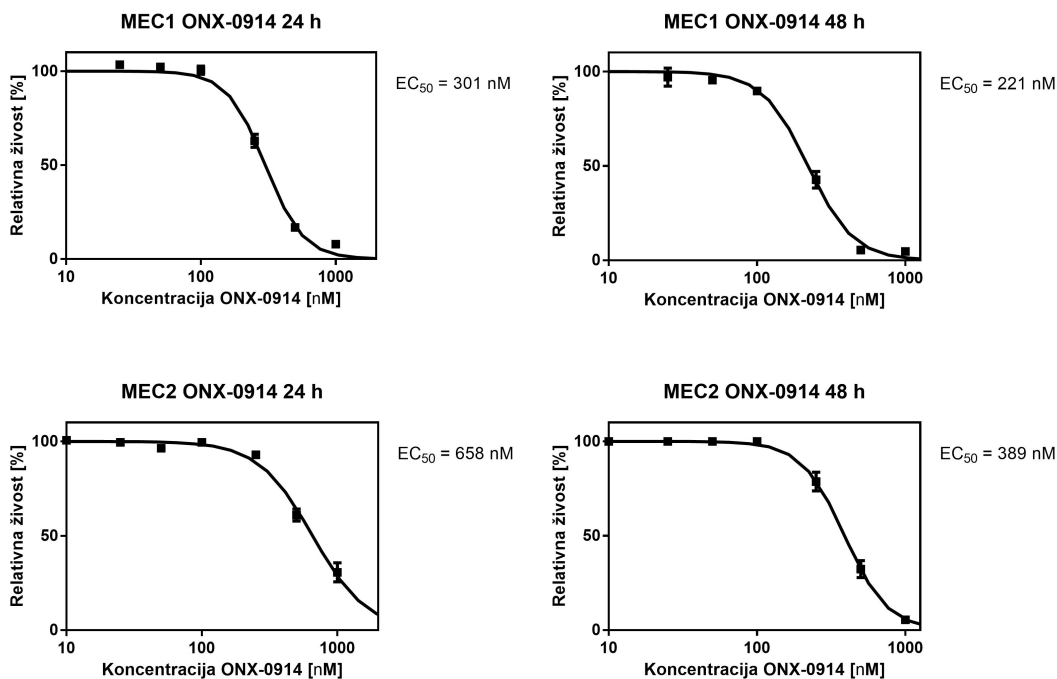 MEC1 ONX-0914 24 h
Relativna živost [%]
100
50
0
10
100
1000
Koncentracija ONX-0914 [nM]
EC50 = 301 nM
MEC1 ONX-0914 48 h
Relativna živost [%]
100
50
0
10
100
1000
Koncentracija ONX-0914 [nM]
EC50 = 221 nM
MEC2 ONX-0914 24 h
Relativna živost [%]
100
50
0
10
100
1000
Koncentracija ONX-0914 [nM]
EC50 = 658 nM
MEC2 ONX-0914 48 h
Relativna živost [%]
100
50
0
10
100
1000
Koncentracija ONX-0914 [nM]
EC50 = 389 nM